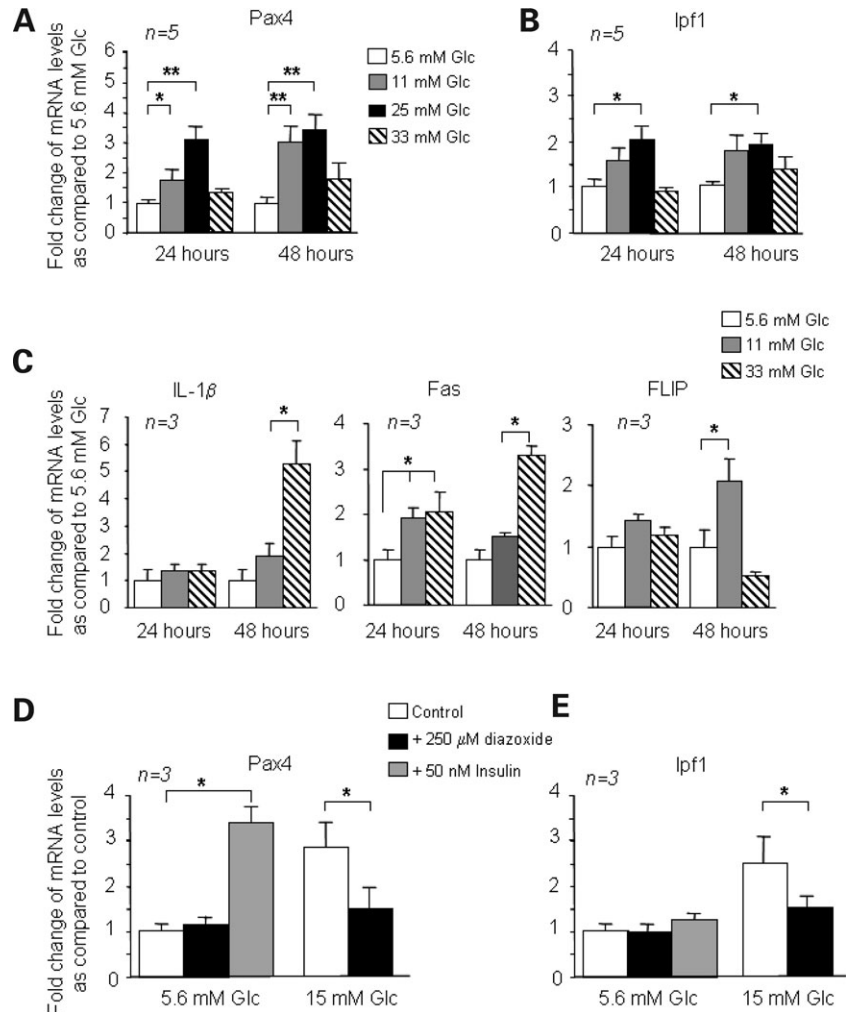 A
Pax4
n=5
Fold change of mRNA levels
as compared to 5.6 mM Glc
6
5
4
3
2
1
0
**
*
**
**
24 hours
48 hours
5.6 mM Glc
11 mM Glc
25 mM Glc
33 mM Glc
B
Ipf1
n=5
4
3
2
1
0
*
*
24 hours
48 hours
5.6 mM Glc
11 mM Glc
33 mM Glc
C
Fold change of mRNA levels
as compared to 5.6 mM Glc
IL-1β
n=3
7
6
5
4
3
2
1
0
*
24 hours
48 hours
Fas
n=3
4
3
2
1
0
*
*
24 hours
48 hours
FLIP
n=3
3
2
1
0
*
24 hours
48 hours
D
Control
+ 250 μM diazoxide
+ 50 nM Insulin
Fold change of mRNA levels
as compared to control
Pax4
n=3
4
3
2
1
0
*
*
5.6 mM Glc
15 mM Glc
E
Ipf1
n=3
4
3
2
1
0
*
5.6 mM Glc
15 mM Glc